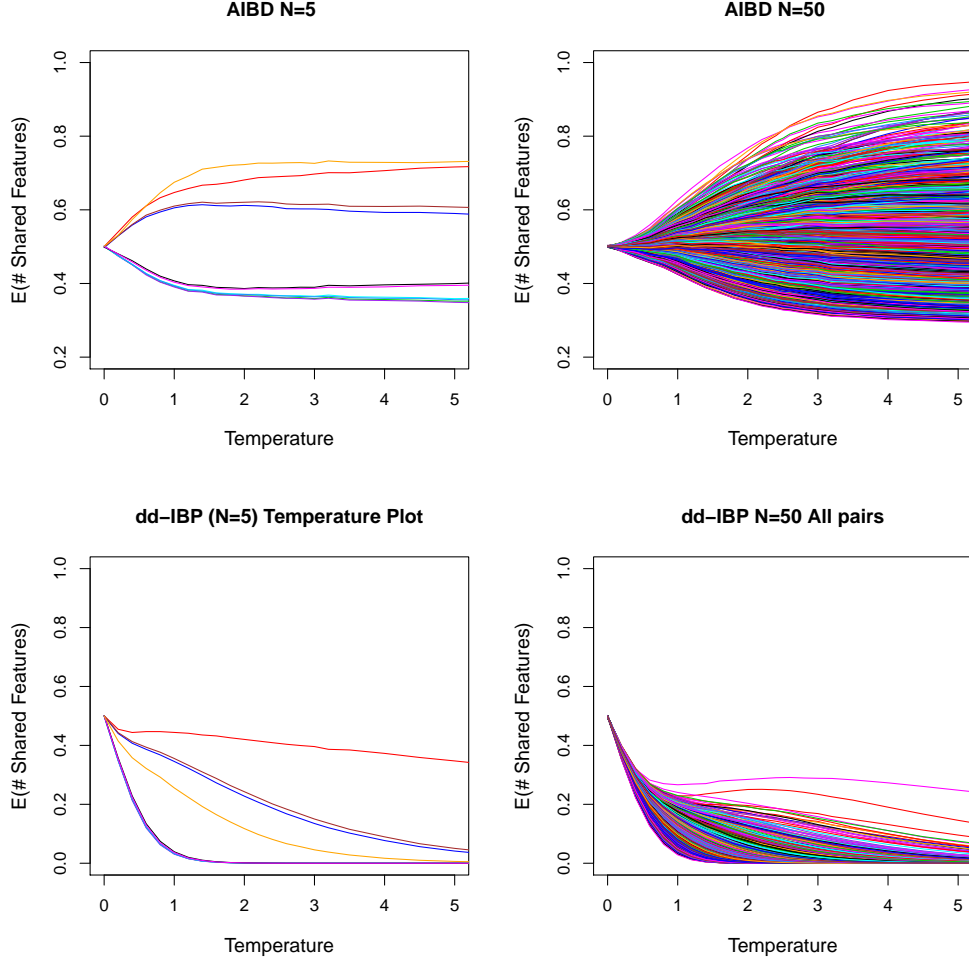 AIBD N=5
E(# Shared Features)
1.0
0.8
0.6
0.4
0.2
0 1 2 3 4 5
Temperature
AIBD N=50
E(# Shared Features)
1.0
0.8
0.6
0.4
0.2
0 1 2 3 4 5
Temperature
dd−IBP (N=5) Temperature Plot
E(# Shared Features)
1.0
0.8
0.6
0.4
0.2
0.0
0 1 2 3 4 5
Temperature
dd−IBP N=50 All pairs
E(# Shared Features)
1.0
0.8
0.6
0.4
0.2
0.0
0 1 2 3 4 5
Temperature